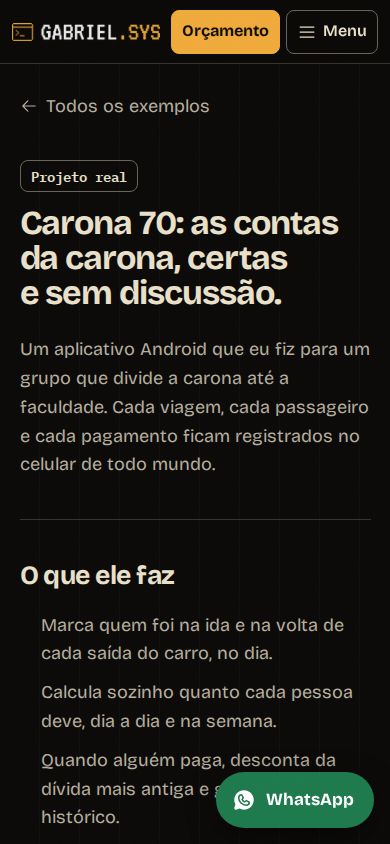 GABRIEL.SYS
Orçamento
Menu
← Todos os exemplos
Projeto real
Carona 70: as contas
da carona, certas
e sem discussão.
Um aplicativo Android que eu fiz para um
grupo que divide a carona até a
faculdade. Cada viagem, cada passageiro
e cada pagamento ficam registrados no
celular de todo mundo.
O que ele faz
Marca quem foi na ida e na volta de
cada saída do carro, no dia.
Calcula sozinho quanto cada pessoa
deve, dia a dia e na semana.
Quando alguém paga, desconta da
dívida mais antiga e
histórico.
WhatsApp